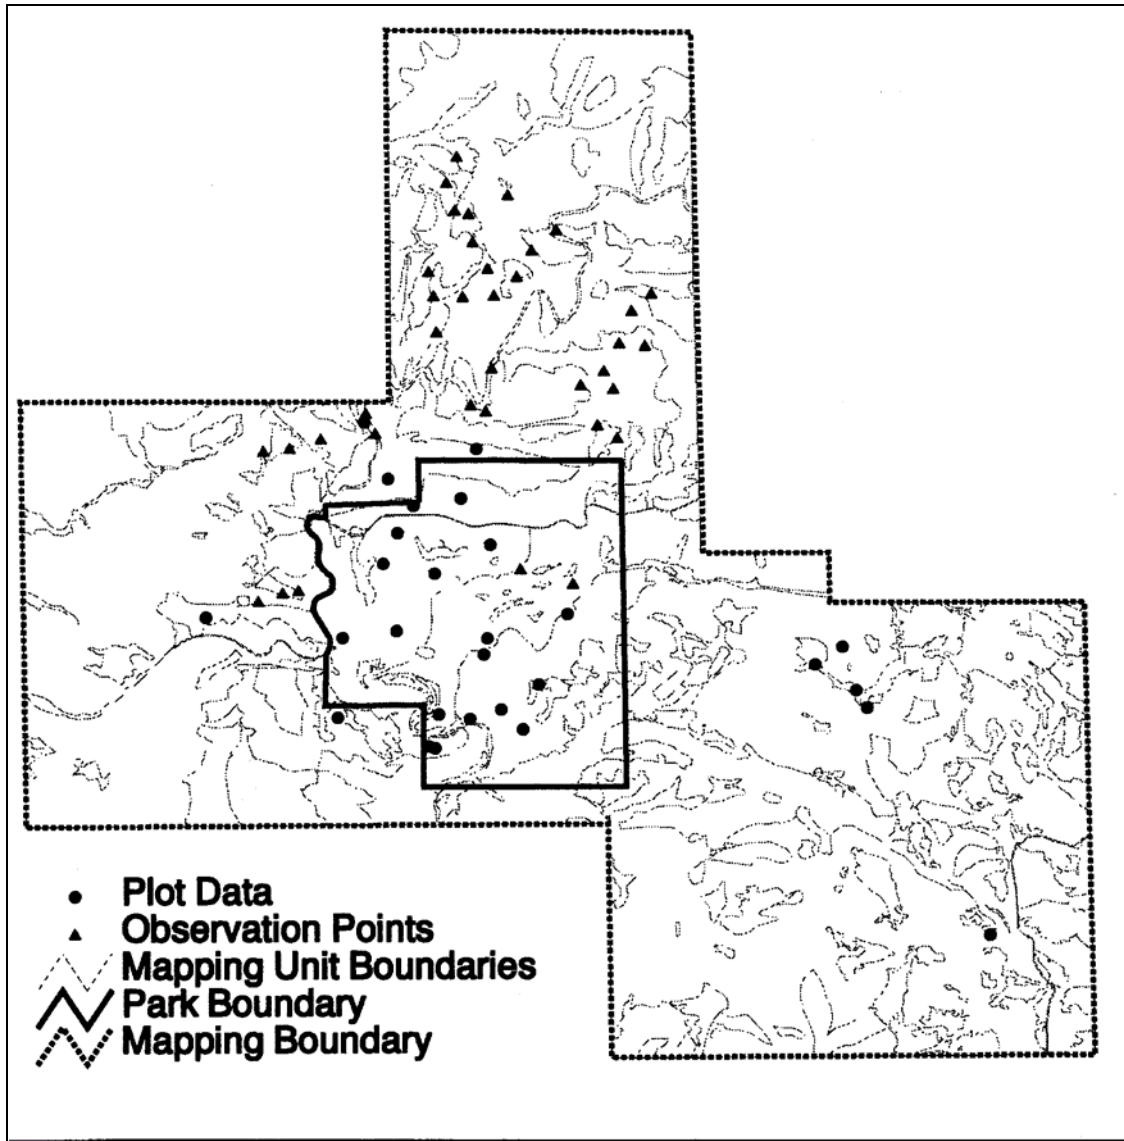 Plot Data
Observation Points
Mapping Unit Boundaries
Park Boundary
Mapping Boundary